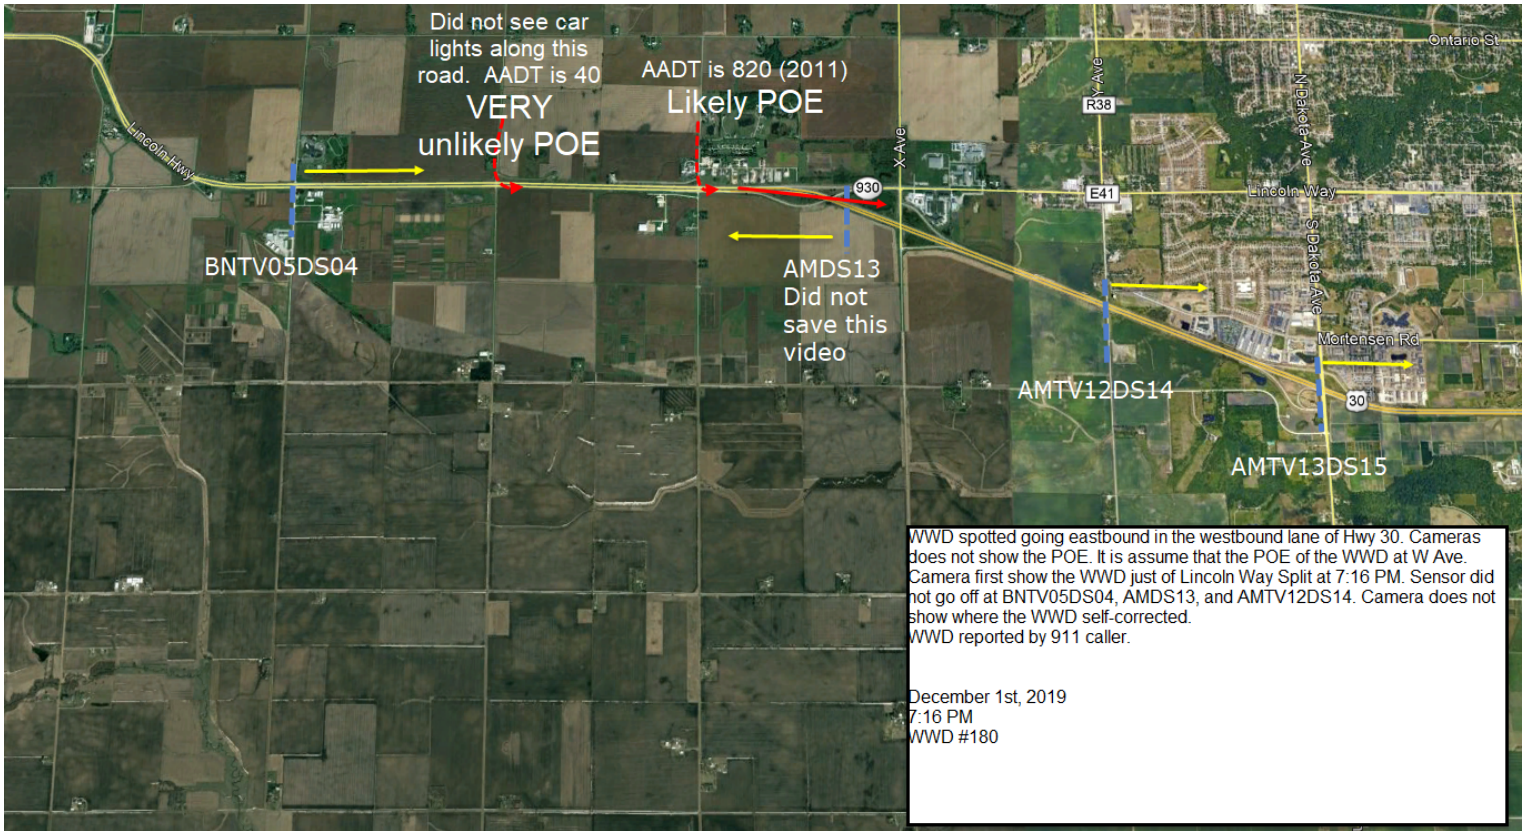 Did not see car
lights along this
road. AADT is 40
VERY
unlikely POE
AADT is 820 (2011)
Likely POE
Ontario St
Y Ave
R38
N Dakota Ave
X Ave
Lincoln Hwy
930
E41
Lincoln Way
S Dakota Ave
BNTV05DS04
AMDS13
Did not
save this
video
Mortensen Rd
AMTV12DS14
30
AMTV13DS15
WWD spotted going eastbound in the westbound lane of Hwy 30. Cameras
does not show the POE. It is assume that the POE of the WWD at W Ave.
Camera first show the WWD just of Lincoln Way Split at 7:16 PM. Sensor did
not go off at BNTV05DS04, AMDS13, and AMTV12DS14. Camera does not
show where the WWD self-corrected.
WWD reported by 911 caller.
December 1st, 2019
7:16 PM
WWD #180